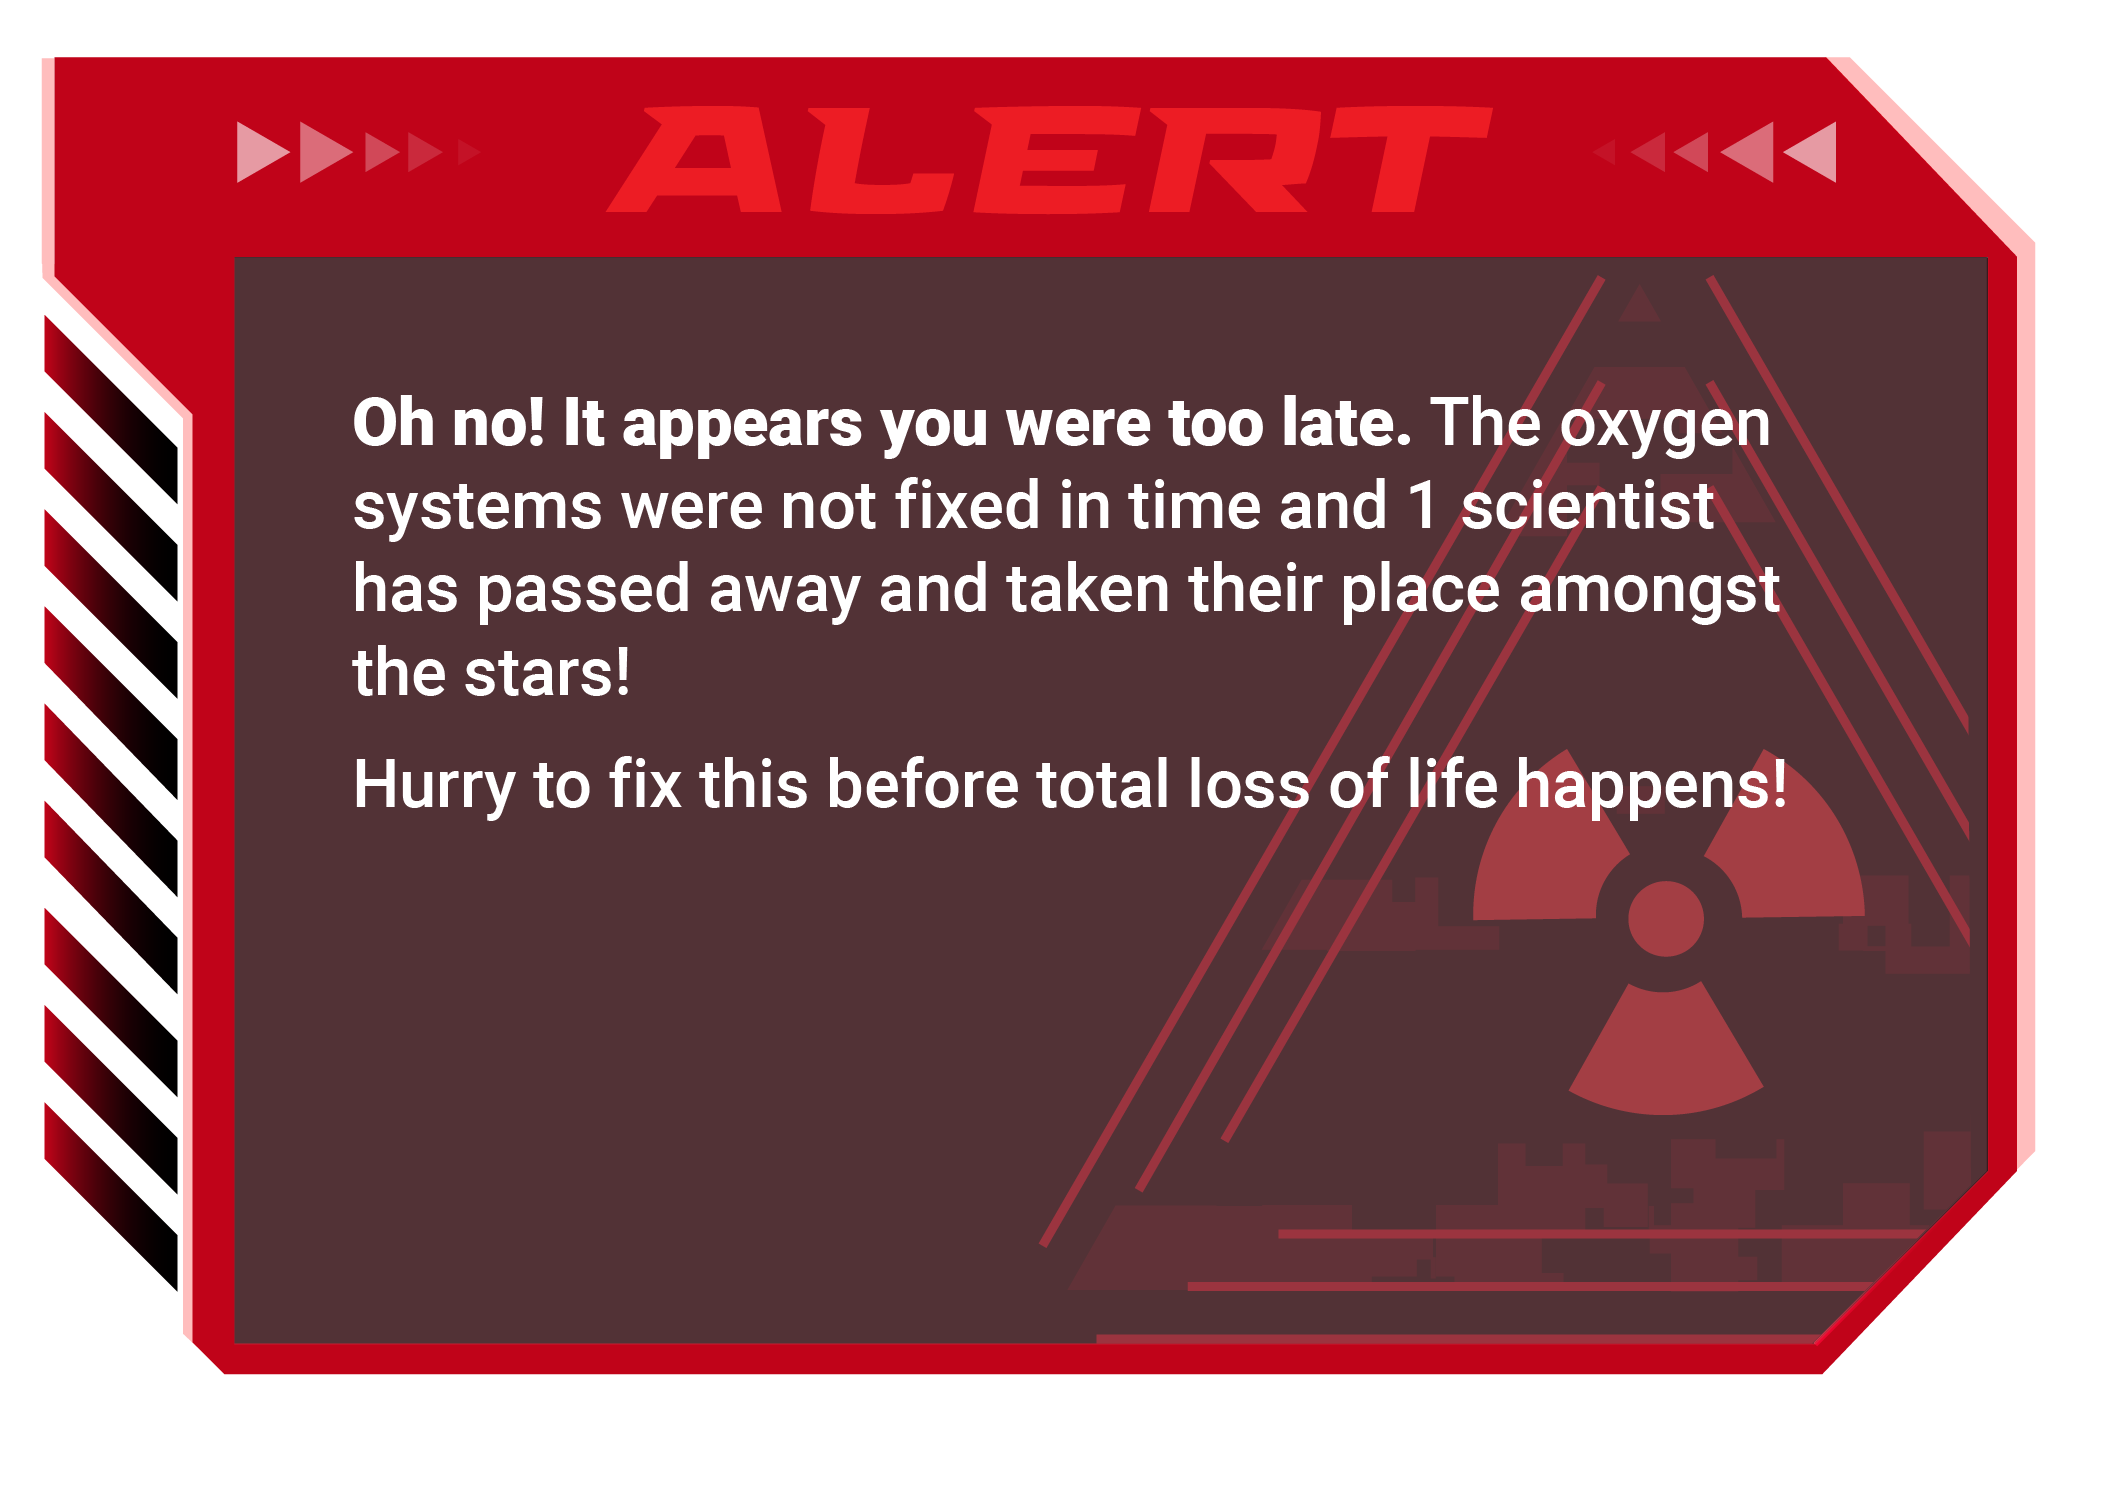 ALERT
Oh no! It appears you were too late. The oxygen
systems were not fixed in time and 1 scientist
has passed away and taken their place amongst
the stars!
Hurry to fix this before total loss of life happens!